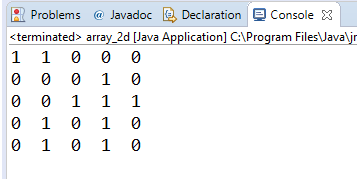 Problems @ Javadoc Declaration Console
<terminated> array_2d [Java Application] C:\Program Files\Java\jr
1 1 0 0 0
0 0 0 1 0
0 0 1 1 1
0 1 0 1 0
0 1 0 1 0